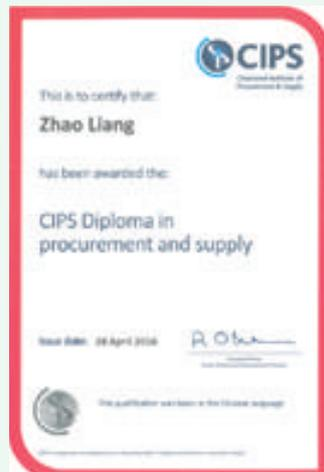 CIPS
Chartered Institute of
Procurement & Supply
This is to certify that:
Zhao Liang
has been awarded the:
CIPS Diploma in
procurement and supply
Issue date: 28 April 2016
This qualification was taken in the Chinese language